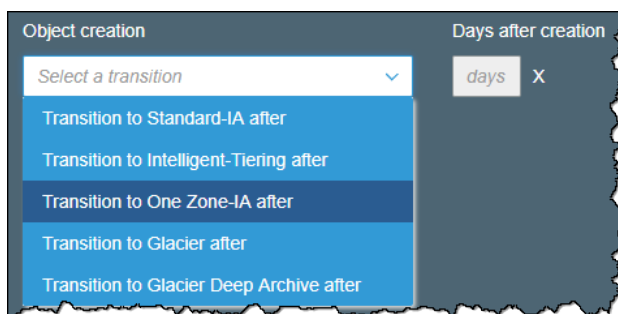 Object creation
Days after creation
Select a transition
days X
Transition to Standard-IA after
Transition to Intelligent-Tiering after
Transition to One Zone-IA after
Transition to Glacier after
Transition to Glacier Deep Archive after